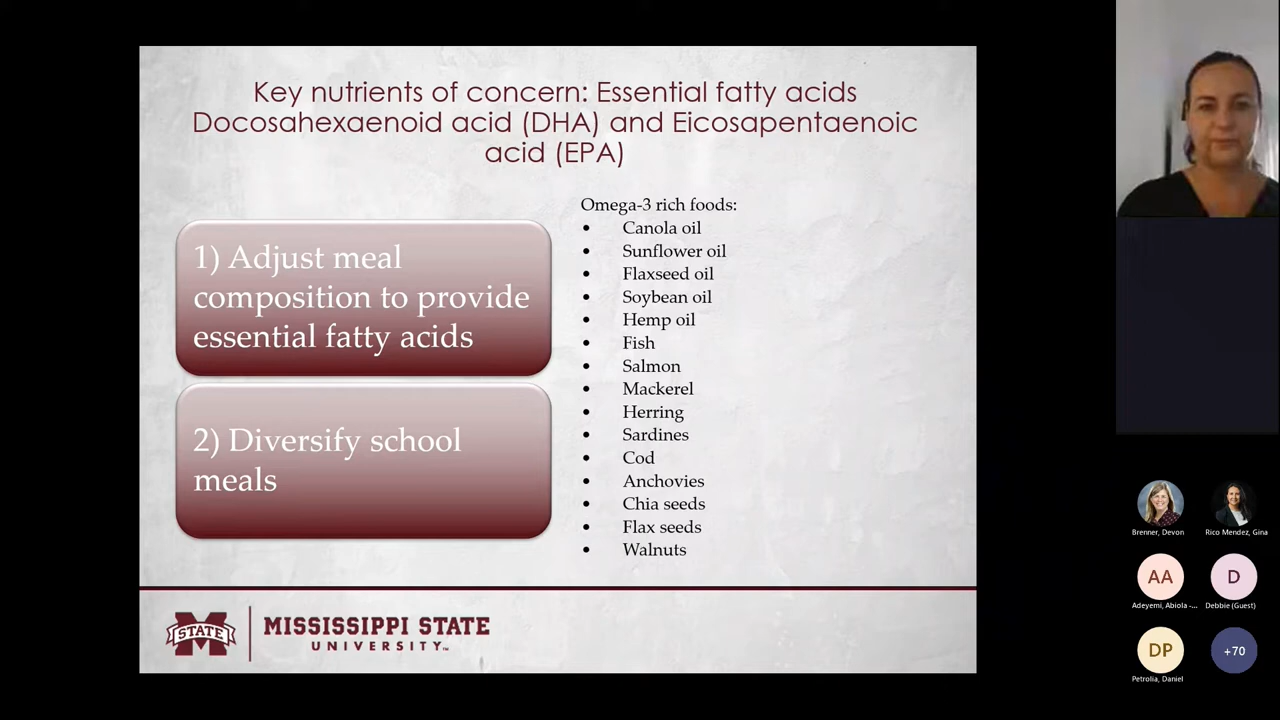 Key nutrients of concern: Essential fatty acids
Docosahexaenoid acid (DHA) and Eicosapentaenoic
acid (EPA)
1) Adjust meal
composition to provide
essential fatty acids
2) Diversify school
meals
Omega-3 rich foods:
• Canola oil
• Sunflower oil
• Flaxseed oil
• Soybean oil
• Hemp oil
• Fish
• Salmon
• Mackerel
• Herring
• Sardines
• Cod
• Anchovies
• Chia seeds
• Flax seeds
• Walnuts
M
STATE
MISSISSIPPI STATE
UNIVERSITY™
Brenner, Devon
Rico Mendez, Gina
AA
Adeyemi, Abiola -...
D
Debbie (Guest)
DP
Petrolia, Daniel
+70